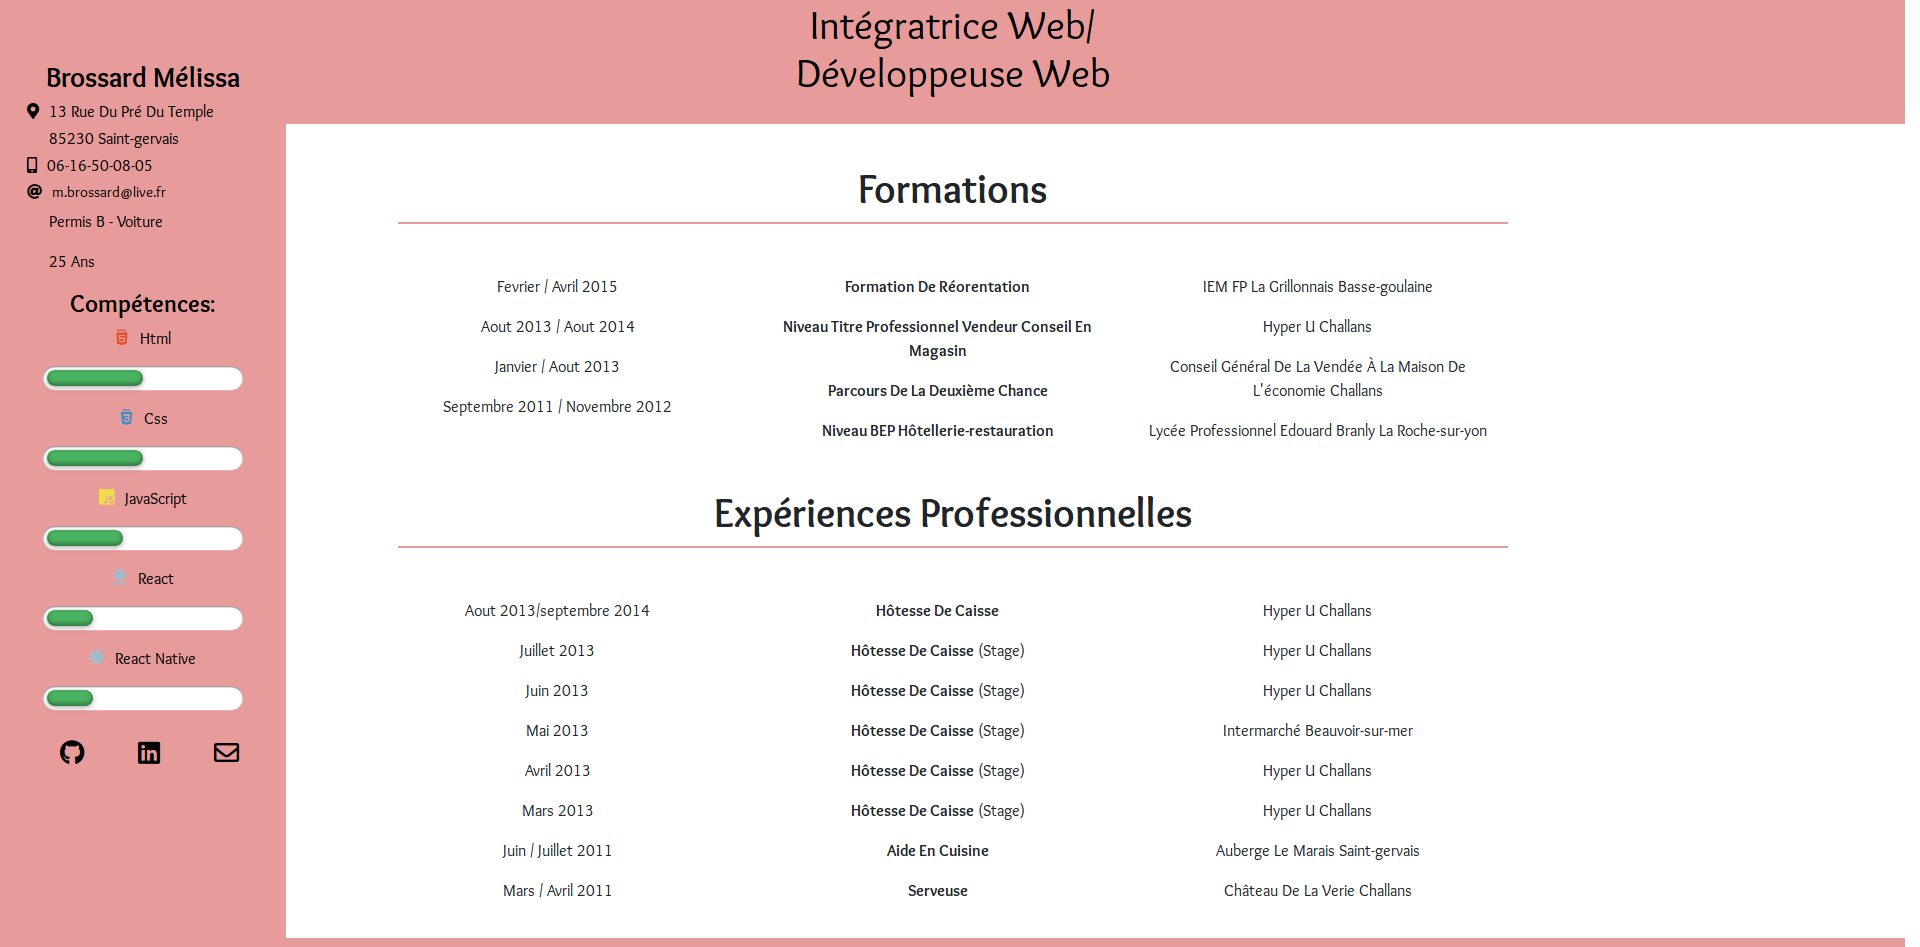 Intégratrice Web/
Développeuse Web
Brossard Mélissa
13 Rue Du Pré Du Temple
85230 Saint-gervais
06-16-50-08-05
m.brossard@live.fr
Permis B - Voiture
25 Ans
Compétences:
Html
Css
JavaScript
React
React Native
Formations
Fevrier / Avril 2015
Aout 2013 / Aout 2014
Janvier / Aout 2013
Septembre 2011 / Novembre 2012
Formation De Réorentation
Niveau Titre Professionnel Vendeur Conseil En
Magasin
Parcours De La Deuxième Chance
Niveau BEP Hôtellerie-restauration
IEM FP La Grillonnais Basse-goulaine
Hyper U Challans
Conseil Général De La Vendée À La Maison De
L'économie Challans
Lycée Professionnel Edouard Branly La Roche-sur-yon
Expériences Professionnelles
Aout 2013/septembre 2014
Juillet 2013
Juin 2013
Mai 2013
Avril 2013
Mars 2013
Juin / Juillet 2011
Mars / Avril 2011
Hôtesse De Caisse
Hôtesse De Caisse (Stage)
Hôtesse De Caisse (Stage)
Hôtesse De Caisse (Stage)
Hôtesse De Caisse (Stage)
Hôtesse De Caisse (Stage)
Aide En Cuisine
Serveuse
Hyper U Challans
Hyper U Challans
Hyper U Challans
Intermarché Beauvoir-sur-mer
Hyper U Challans
Hyper U Challans
Auberge Le Marais Saint-gervais
Château De La Verie Challans